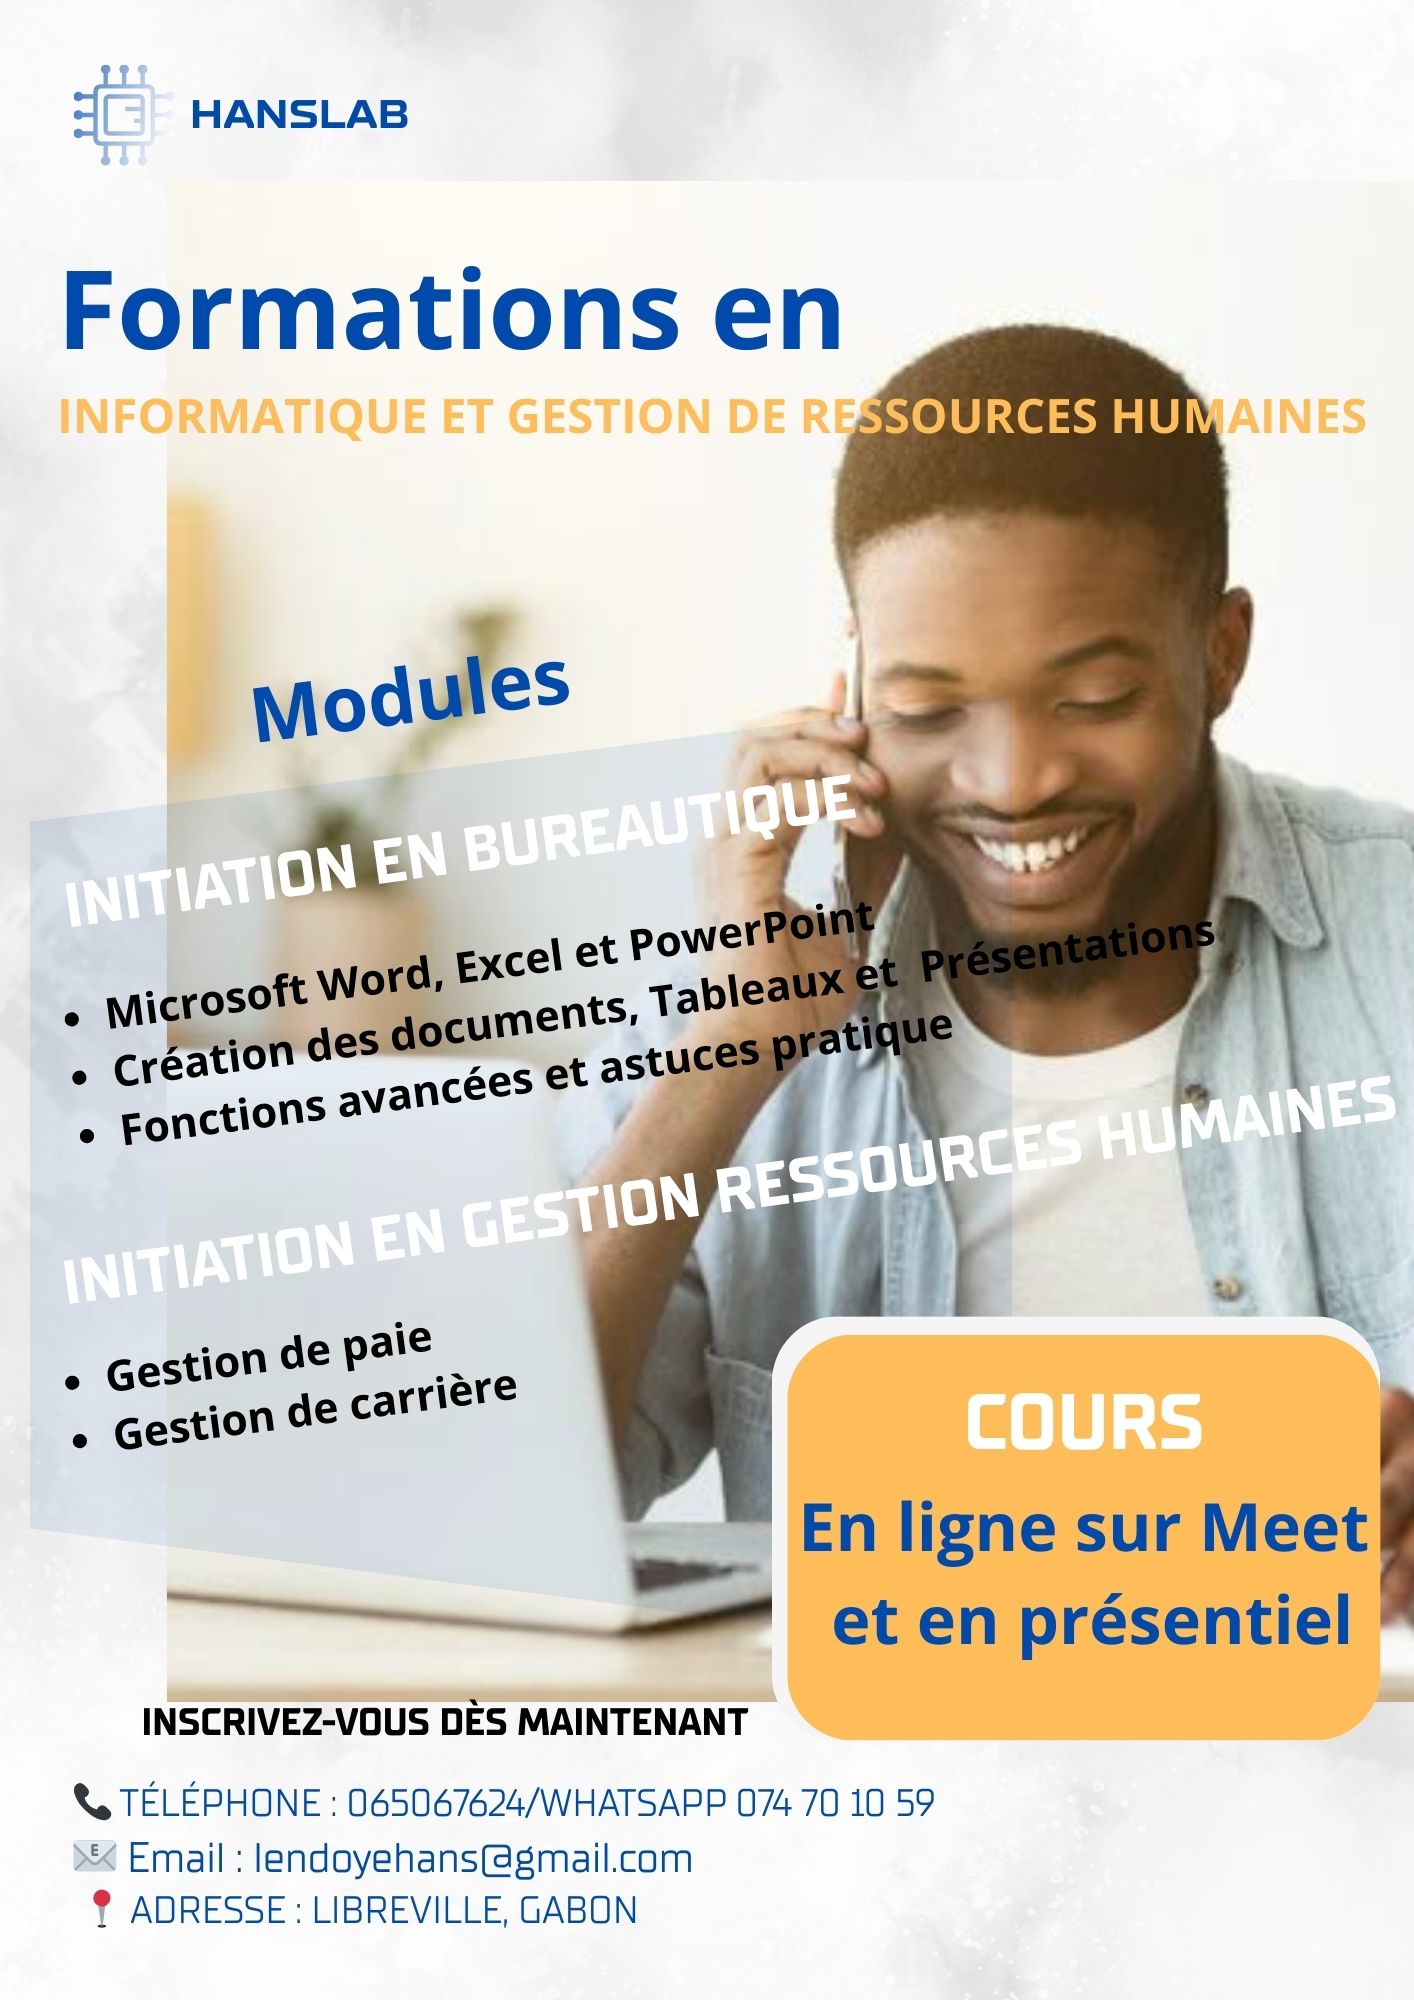 HANSLAB
Formations en
INFORMATIQUE ET GESTION DE RESSOURCES HUMAINES
Modules
INITIATION EN BUREAUTIQUE
• Microsoft Word, Excel et PowerPoint
• Création des documents, Tableaux et Présentations
• Fonctions avancées et astuces pratique
INITIATION EN GESTION RESSOURCES HUMAINES
• Gestion de paie
• Gestion de carrière
COURS
En ligne sur Meet
et en présentiel
INSCRIVEZ-VOUS DÈS MAINTENANT
TÉLÉPHONE : 065067624/WHATSAPP 074 70 10 59
Email : lendoyehans@gmail.com
ADRESSE : LIBREVILLE, GABON